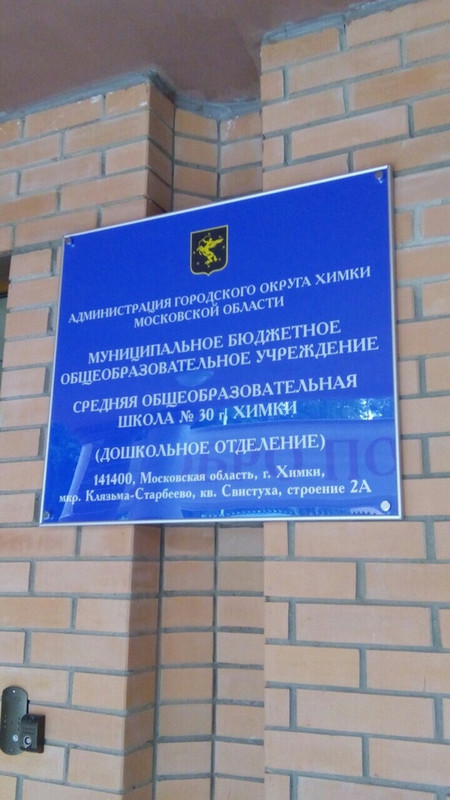 АДМИНИСТРАЦИЯ ГОРОДСКОГО ОКРУГА ХИМКИ
МОСКОВСКОЙ ОБЛАСТИ
МУНИЦИПАЛЬНОЕ БЮДЖЕТНОЕ
ОБЩЕОБРАЗОВАТЕЛЬНОЕ УЧРЕЖДЕНИЕ
СРЕДНЯЯ ОБЩЕОБРАЗОВАТЕЛЬНАЯ
ШКОЛА № 30 г. ХИМКИ
(ДОШКОЛЬНОЕ ОТДЕЛЕНИЕ)
141400, Московская область, г. Химки,
мкр. Клязьма-Старбеево, кв. Свистуха, строение 2А